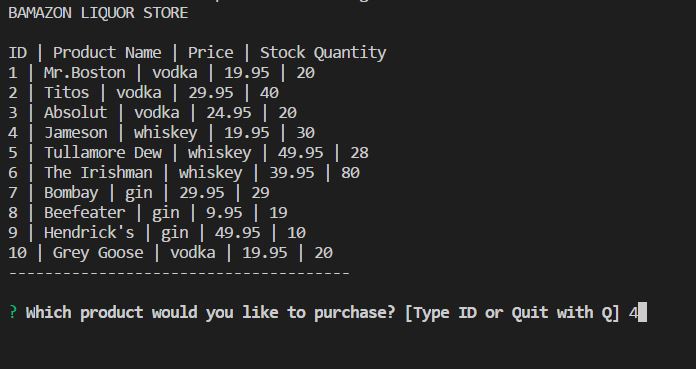 BAMAZON LIQUOR STORE
ID | Product Name | Price | Stock Quantity
1 | Mr.Boston | vodka | 19.95 | 20
2 | Titos | vodka | 29.95 | 40
3 | Absolut | vodka | 24.95 | 20
4 | Jameson | whiskey | 19.95 | 30
5 | Tullamore Dew | whiskey | 49.95 | 28
6 | The Irishman | whiskey | 39.95 | 80
7 | Bombay | gin | 29.95 | 29
8 | Beefeater | gin | 9.95 | 19
9 | Hendrick's | gin | 49.95 | 10
10 | Grey Goose | vodka | 19.95 | 20
--------------------------------------
? Which product would you like to purchase? [Type ID or Quit with Q] 4